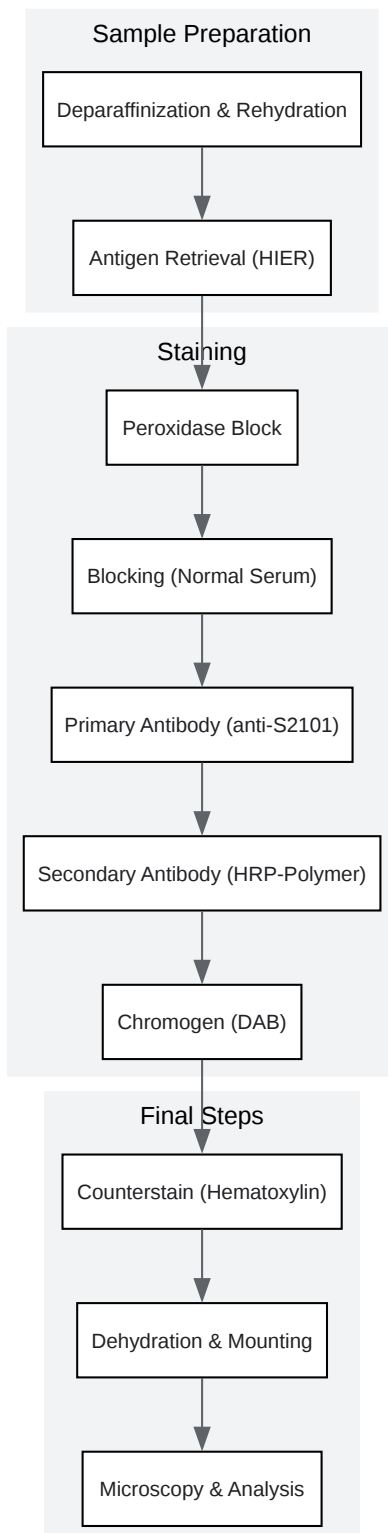 Sample Preparation
Deparaffinization & Rehydration
Antigen Retrieval (HIER)
Staining
Peroxidase Block
Blocking (Normal Serum)
Primary Antibody (anti-S2101)
Secondary Antibody (HRP-Polymer)
Chromogen (DAB)
Final Steps
Counterstain (Hematoxylin)
Dehydration & Mounting
Microscopy & Analysis